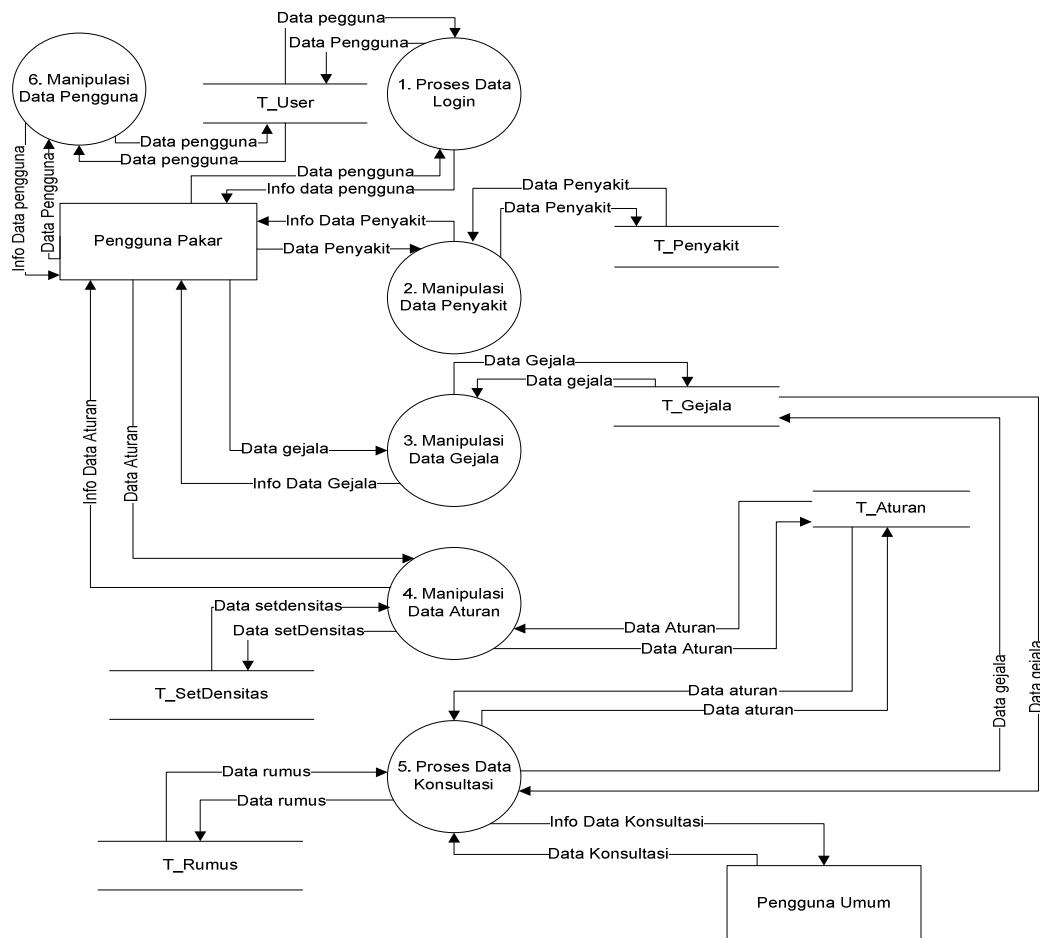 Data pegguna
Data Pengguna
6. Manipulasi
Data Pengguna
1. Proses Data
Login
T_User
Data pengguna
Data pengguna
Data pengguna
Info data pengguna
Info Data pengguna
Data Pengguna
Pengguna Pakar
Data Penyakit
Data Penyakit
Info Data Penyakit
Data Penyakit
T_Penyakit
2. Manipulasi
Data Penyakit
Data Gejala
Data gejala
T_Gejala
3. Manipulasi
Data Gejala
Data gejala
Info Data Gejala
Info Data Aturan
Data Aturan
T_Aturan
4. Manipulasi
Data Aturan
Data setdensitas
Data setDensitas
Data Aturan
Data Aturan
T_SetDensitas
Data gejala
Data gejala
Data aturan
Data aturan
5. Proses Data
Konsultasi
Data rumus
Data rumus
T_Rumus
Info Data Konsultasi
Data Konsultasi
Pengguna Umum